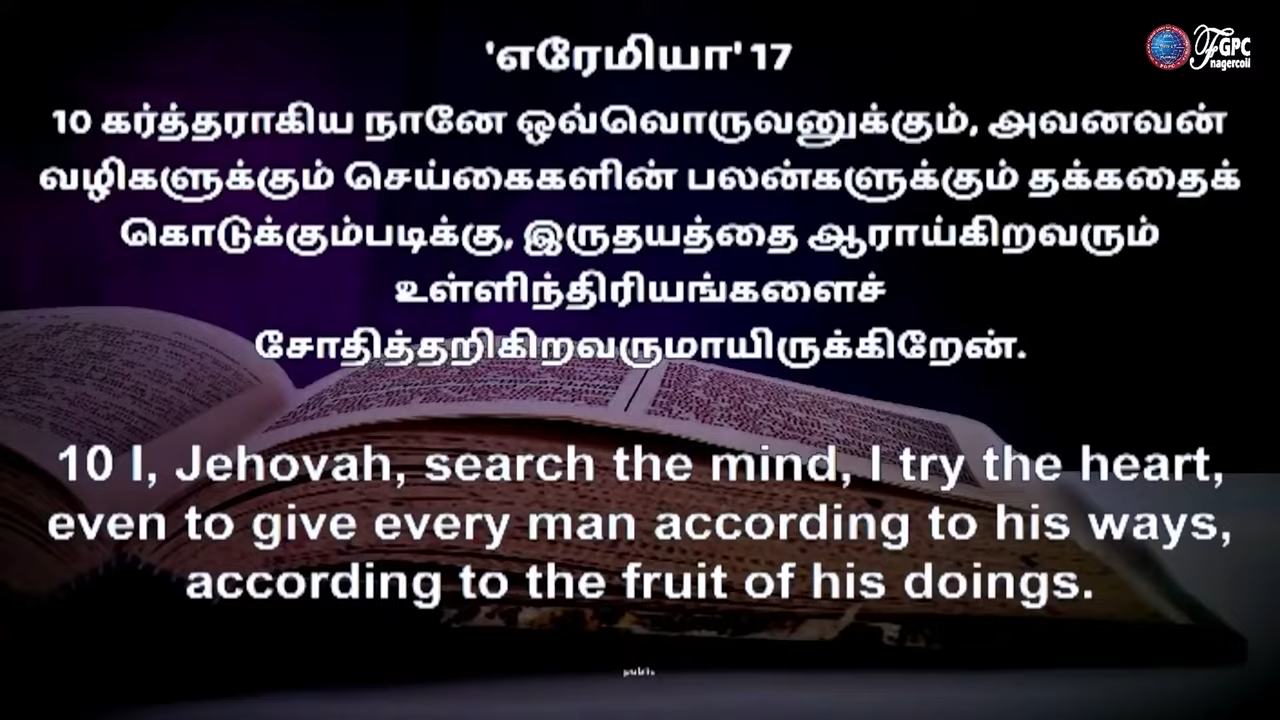 'எரேமியா' 17
10 கர்த்தராகிய நானே ஒவ்வொருவனுக்கும், அவனவன்
வழிகளுக்கும் செய்கைகளின் பலன்களுக்கும் தக்கதைக்
கொடுக்கும்படிக்கு, இருதயத்தை ஆராய்கிறவரும்
உள்ளிந்திரியங்களைச்
சோதித்தறிகிறவருமாயிருக்கிறேன்.
10 I, Jehovah, search the mind, I try the heart,
even to give every man according to his ways,
according to the fruit of his doings.
FGPC
nagercoil